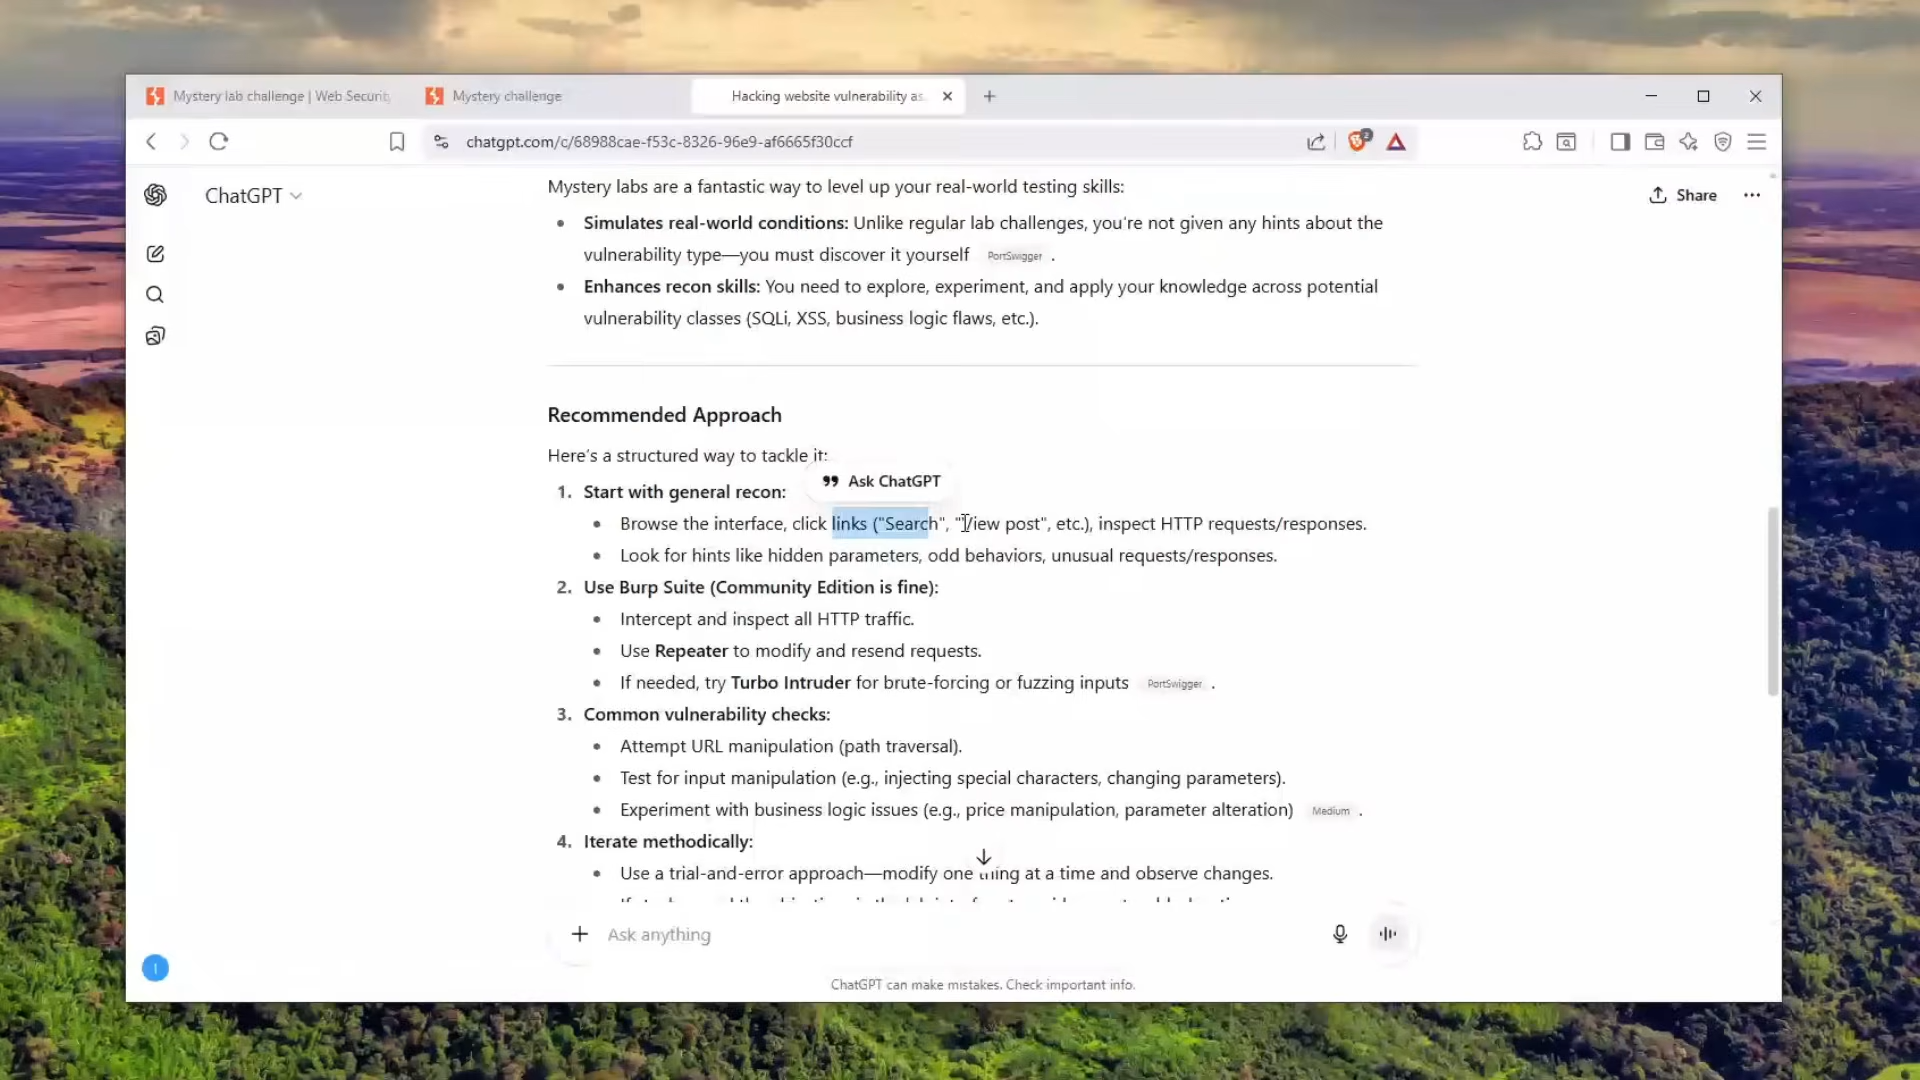 Mystery lab challenge | Web Securit
Mystery challenge
Hacking website vulnerability as
chatgpt.com/c/68988cae-f53c-8326-96e9-af6665f30ccf
2
ChatGPT
Share
Mystery labs are a fantastic way to level up your real-world testing skills:
• Simulates real-world conditions: Unlike regular lab challenges, you're not given any hints about the
vulnerability type—you must discover it yourself PortSwigger .
• Enhances recon skills: You need to explore, experiment, and apply your knowledge across potential
vulnerability classes (SQLi, XSS, business logic flaws, etc.).
Recommended Approach
Here's a structured way to tackle it:
Ask ChatGPT
1. Start with general recon:
• Browse the interface, click links ("Search", "View post", etc.), inspect HTTP requests/responses.
• Look for hints like hidden parameters, odd behaviors, unusual requests/responses.
2. Use Burp Suite (Community Edition is fine):
• Intercept and inspect all HTTP traffic.
• Use Repeater to modify and resend requests.
• If needed, try Turbo Intruder for brute-forcing or fuzzing inputs PortSwigger .
3. Common vulnerability checks:
• Attempt URL manipulation (path traversal).
• Test for input manipulation (e.g., injecting special characters, changing parameters).
• Experiment with business logic issues (e.g., price manipulation, parameter alteration) Medium .
4. Iterate methodically:
• Use a trial-and-error approach—modify one thing at a time and observe changes.
Ask anything
ChatGPT can make mistakes. Check important info.